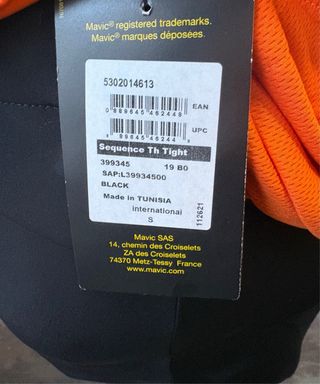 Mavic® registered trademarks.
Mavic® marques déposées.
5302014613
EAN
0889645462448
UPC
889645462448
Sequence Th Tight
399345 19 B0
SAP:L39934500
BLACK
Made in TUNISIA
international
S
112621
Mavic SAS
14, chemin des Croiselets
ZA des Croiselets
74370 Metz-Tessy France
www.mavic.com